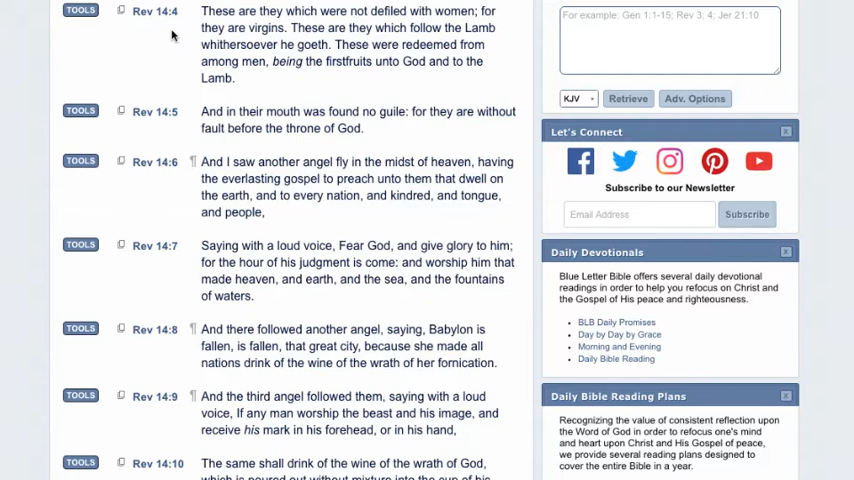 TOOLS Rev 14:4 These are they which were not defiled with women; for
they are virgins. These are they which follow the Lamb
whithersoever he goeth. These were redeemed from
among men, being the firstfruits unto God and to the
Lamb.
TOOLS Rev 14:5 And in their mouth was found no guile: for they are without
fault before the throne of God.
TOOLS Rev 14:6 ¶ And I saw another angel fly in the midst of heaven, having
the everlasting gospel to preach unto them that dwell on
the earth, and to every nation, and kindred, and tongue,
and people,
TOOLS Rev 14:7 Saying with a loud voice, Fear God, and give glory to him;
for the hour of his judgment is come: and worship him that
made heaven, and earth, and the sea, and the fountains
of waters.
TOOLS Rev 14:8 ¶ And there followed another angel, saying, Babylon is
fallen, is fallen, that great city, because she made all
nations drink of the wine of the wrath of her fornication.
TOOLS Rev 14:9 ¶ And the third angel followed them, saying with a loud
voice, If any man worship the beast and his image, and
receive his mark in his forehead, or in his hand,
TOOLS Rev 14:10 The same shall drink of the wine of the wrath of God,
which is poured out without mixture into the cup of his
For example: Gen 1:1-15; Rev 3; 4; Jer 21:10
KJV Retrieve Adv. Options
Let's Connect
Subscribe to our Newsletter
Email Address Subscribe
Daily Devotionals
Blue Letter Bible offers several daily devotional
readings in order to help you refocus on Christ and
the Gospel of His peace and righteousness.
• BLB Daily Promises
• Day by Day by Grace
• Morning and Evening
• Daily Bible Reading
Daily Bible Reading Plans
Recognizing the value of consistent reflection upon
the Word of God in order to refocus one's mind
and heart upon Christ and His Gospel of peace,
we provide several reading plans designed to
cover the entire Bible in a year.